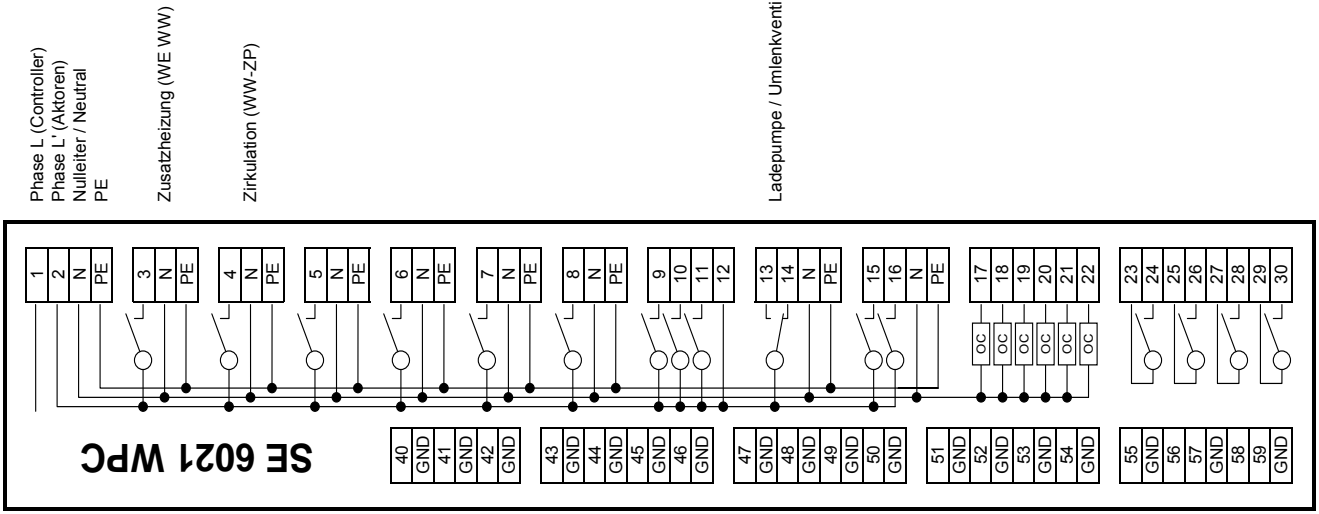 Phase L (Controller)
Phase L' (Aktoren)
Nulleiter / Neutral
PE
Zusatzheizung (WE WW)
Zirkulation (WW-ZP)
Ladepumpe / Umlenkventi
1 2 N PE 3 N PE 4 N PE 5 N PE 6 N PE 7 N PE 8 N PE 9 10 11 12 13 14 N PE 15 16 N PE 17 18 19 20 21 22 23 24 25 26 27 28 29 30
OC OC OC OC OC OC
SE 6021 WPC
40 GND 41 GND 42 GND 43 GND 44 GND 45 GND 46 GND 47 GND 48 GND 49 GND 50 GND 51 GND 52 GND 53 GND 54 GND 55 GND 56 57 GND 58 59 GND